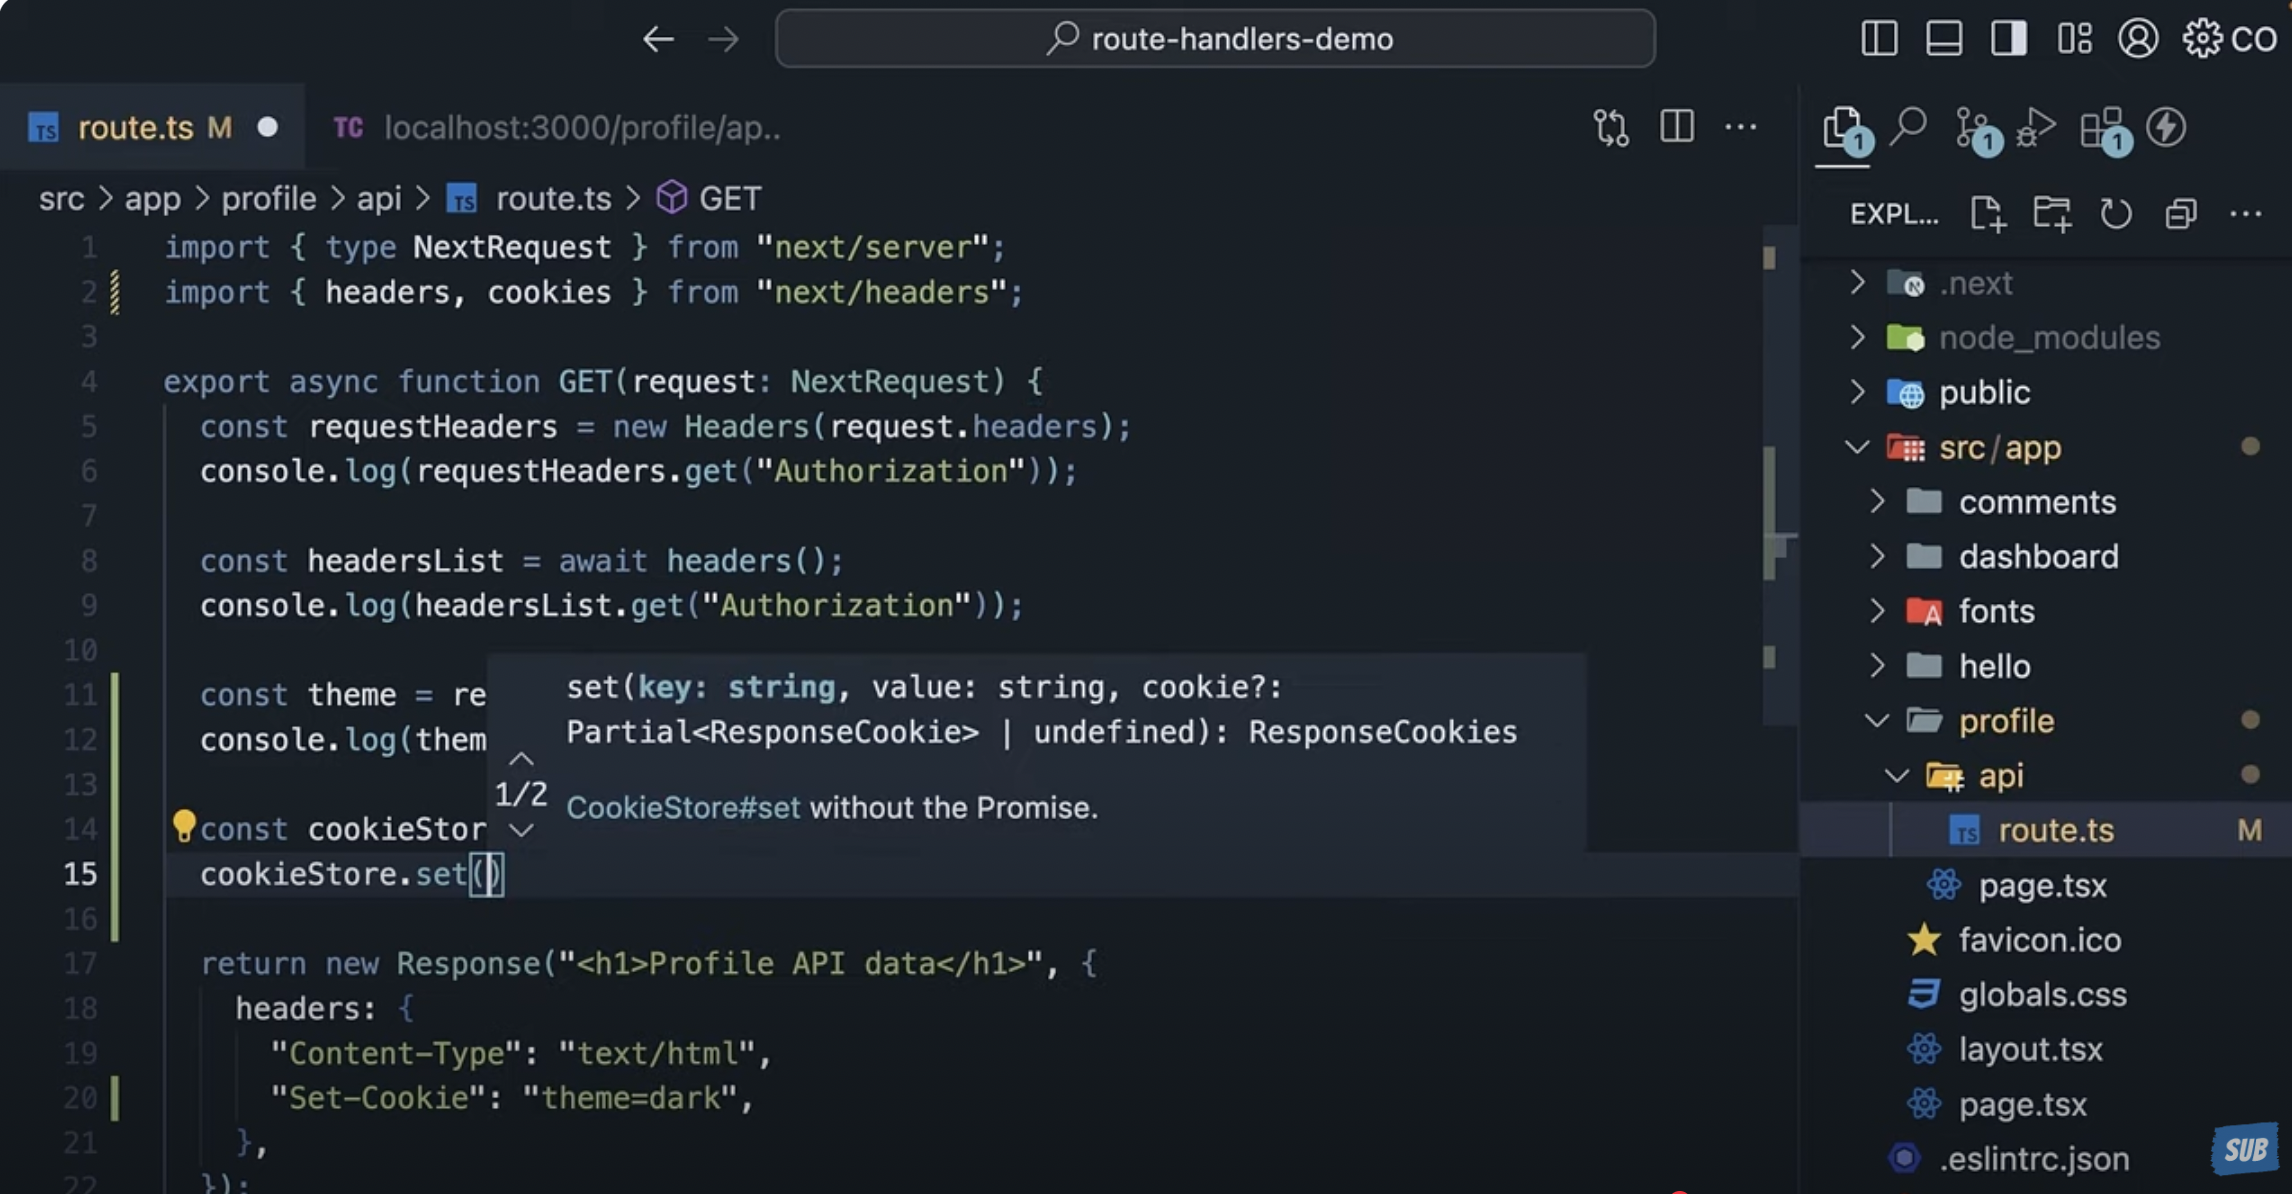 route-handlers-demo
CO
TS route.ts M
TC localhost:3000/profile/ap..
src > app > profile > api > TS route.ts > GET
1 import { type NextRequest } from "next/server";
2 import { headers, cookies } from "next/headers";
3
4 export async function GET(request: NextRequest) {
5 const requestHeaders = new Headers(request.headers);
6 console.log(requestHeaders.get("Authorization"));
7
8 const headersList = await headers();
9 console.log(headersList.get("Authorization"));
10
11 const theme = re
12 console.log(them
13
14 const cookieStor
15 cookieStore.set()
16
17 return new Response("<h1>Profile API data</h1>", {
18 headers: {
19 "Content-Type": "text/html",
20 "Set-Cookie": "theme=dark",
21 },
22 });
set(key: string, value: string, cookie?:
Partial<ResponseCookie> | undefined): ResponseCookies
1/2
CookieStore#set without the Promise.
1
1
1
EXPL...
.next
node_modules
public
src/app
comments
dashboard
fonts
hello
profile
api
TS route.ts M
page.tsx
favicon.ico
globals.css
layout.tsx
page.tsx
.eslintrc.json
SUB